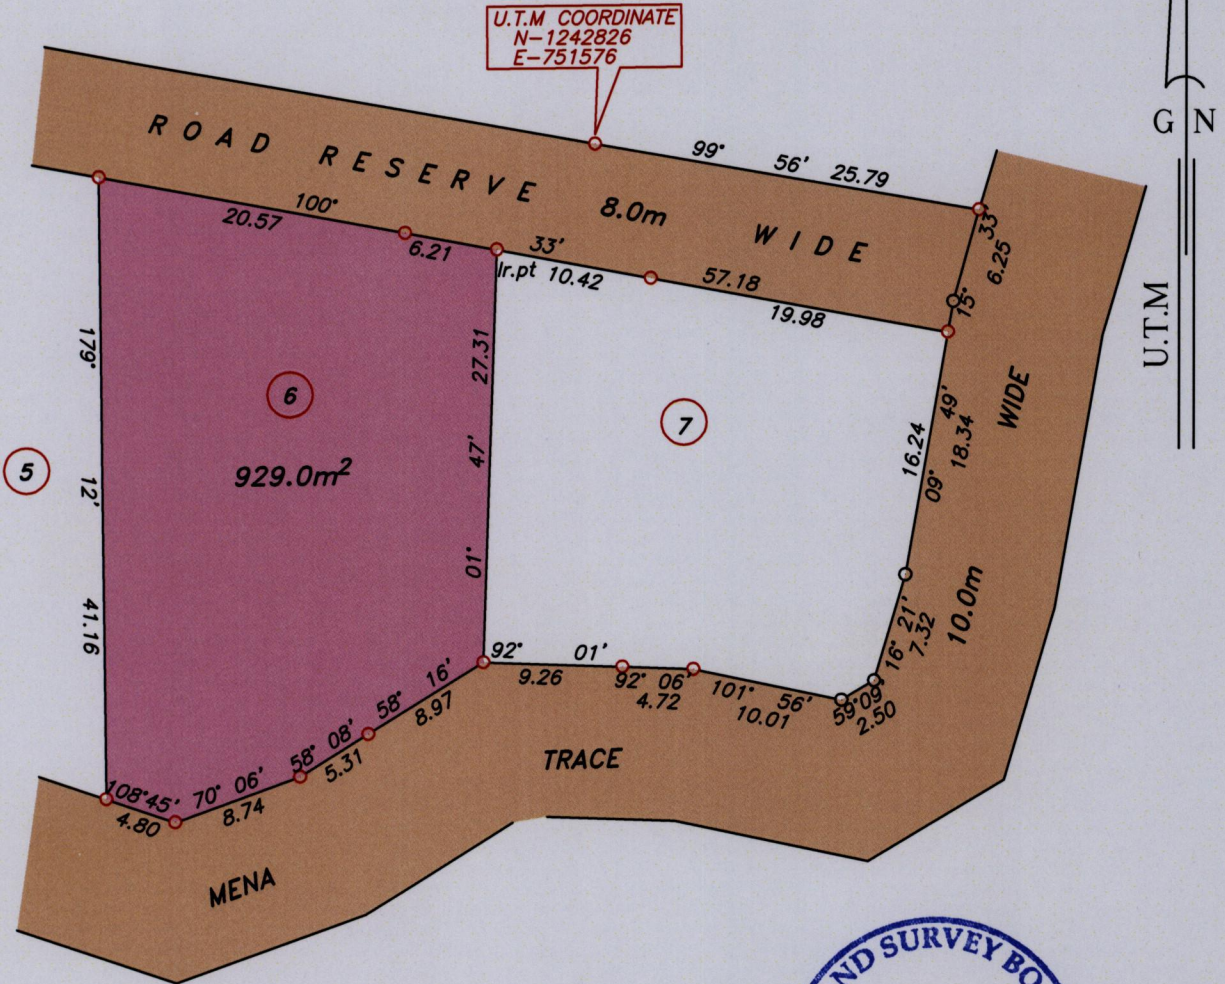 U.T.M COORDINATE
N-1242826
E-751576
G N
U.T.M
ROAD RESERVE 8.0m WIDE
99° 56' 25.79
100° 33' 57.18
20.57
6.21
Ir.pt 10.42
19.98
33'
15°
6.25
179° 12' 41.16
27.31
47'
01°
5
6
929.0m²
7
16.24
49'
09°
18.34
WIDE
10.0m
16° 21'
7.32
59°09'
2.50
92° 01'
9.26
92° 06'
4.72
101° 56'
10.01
58° 16'
8.97
58° 08'
5.31
70° 06'
8.74
108°45'
4.80
TRACE
MENA
ND SURVEY BO